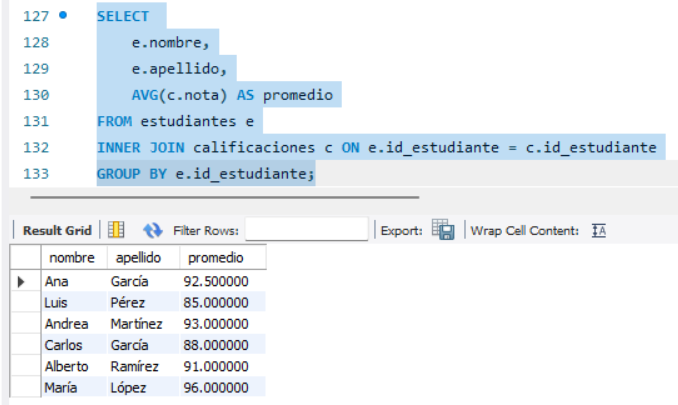 127 SELECT
128 e.nombre,
129 e.apellido,
130 AVG(c.nota) AS promedio
131 FROM estudiantes e
132 INNER JOIN calificaciones c ON e.id_estudiante = c.id_estudiante
133 GROUP BY e.id_estudiante;
Result Grid Filter Rows: Export: Wrap Cell Content: IA
nombre apellido promedio
Ana García 92.500000
Luis Pérez 85.000000
Andrea Martínez 93.000000
Carlos García 88.000000
Alberto Ramírez 91.000000
María López 96.000000